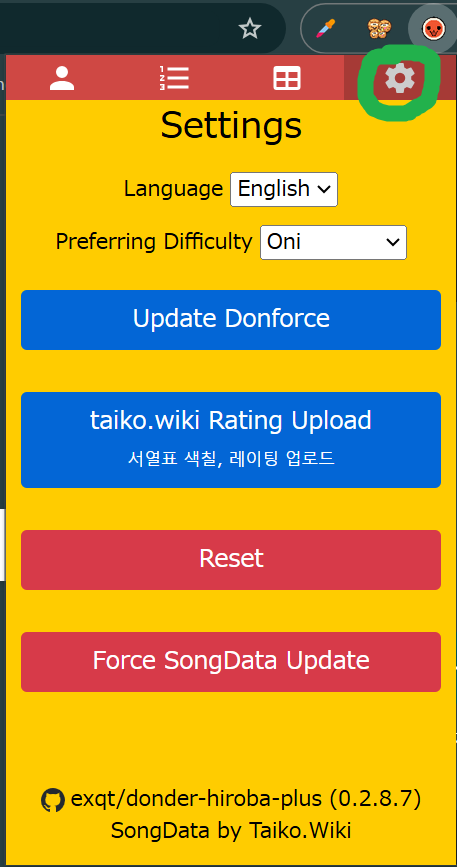 Settings
Language English
Preferring Difficulty Oni
Update Donforce
taiko.wiki Rating Upload
서열표 색칠, 레이팅 업로드
Reset
Force SongData Update
exqt/donder-hiroba-plus (0.2.8.7)
SongData by Taiko.Wiki